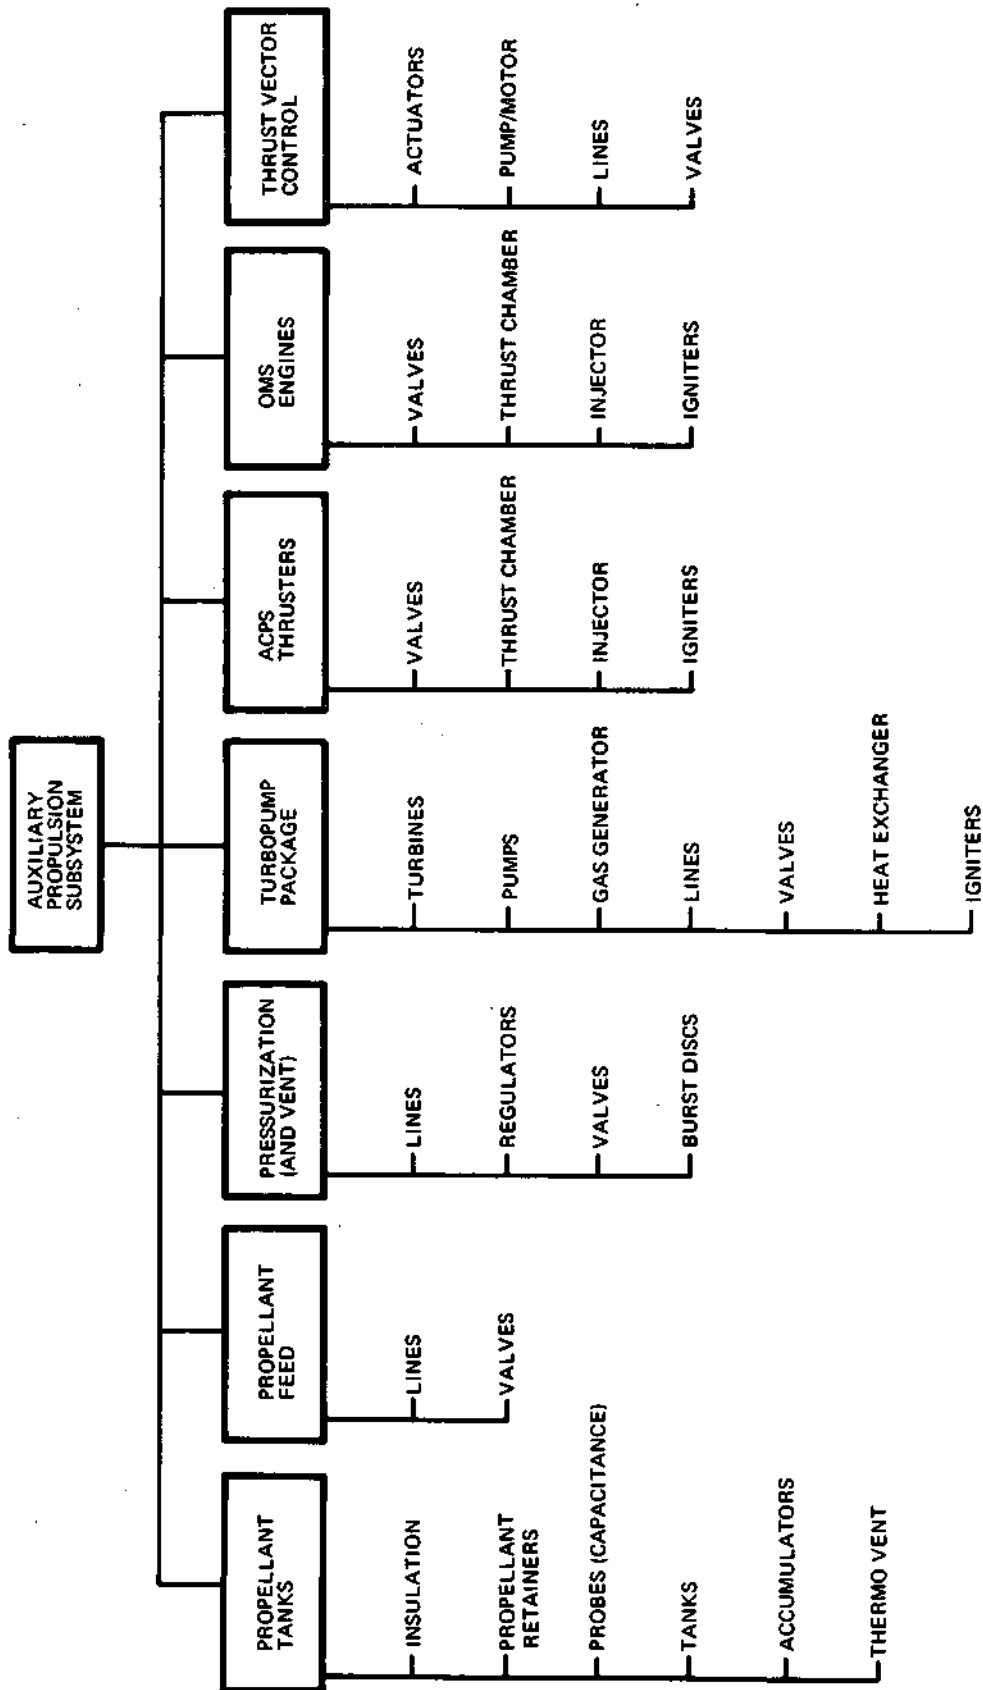 AUXILIARY
PROPULSION
SUBSYSTEM
PROPELLANT
TANKS
INSULATION
PROPELLANT
RETAINERS
PROBES (CAPACITANCE)
TANKS
ACCUMULATORS
THERMO VENT
PROPELLANT
FEED
LINES
VALVES
PRESSURIZATION
(AND VENT)
LINES
REGULATORS
VALVES
BURST DISCS
TURBOPUMP
PACKAGE
TURBINES
PUMPS
GAS GENERATOR
LINES
VALVES
HEAT EXCHANGER
IGNITERS
ACPS
THRUSTERS
VALVES
THRUST CHAMBER
INJECTOR
IGNITERS
OMS
ENGINES
VALVES
THRUST CHAMBER
INJECTOR
IGNITERS
THRUST VECTOR
CONTROL
ACTUATORS
PUMP/MOTOR
LINES
VALVES